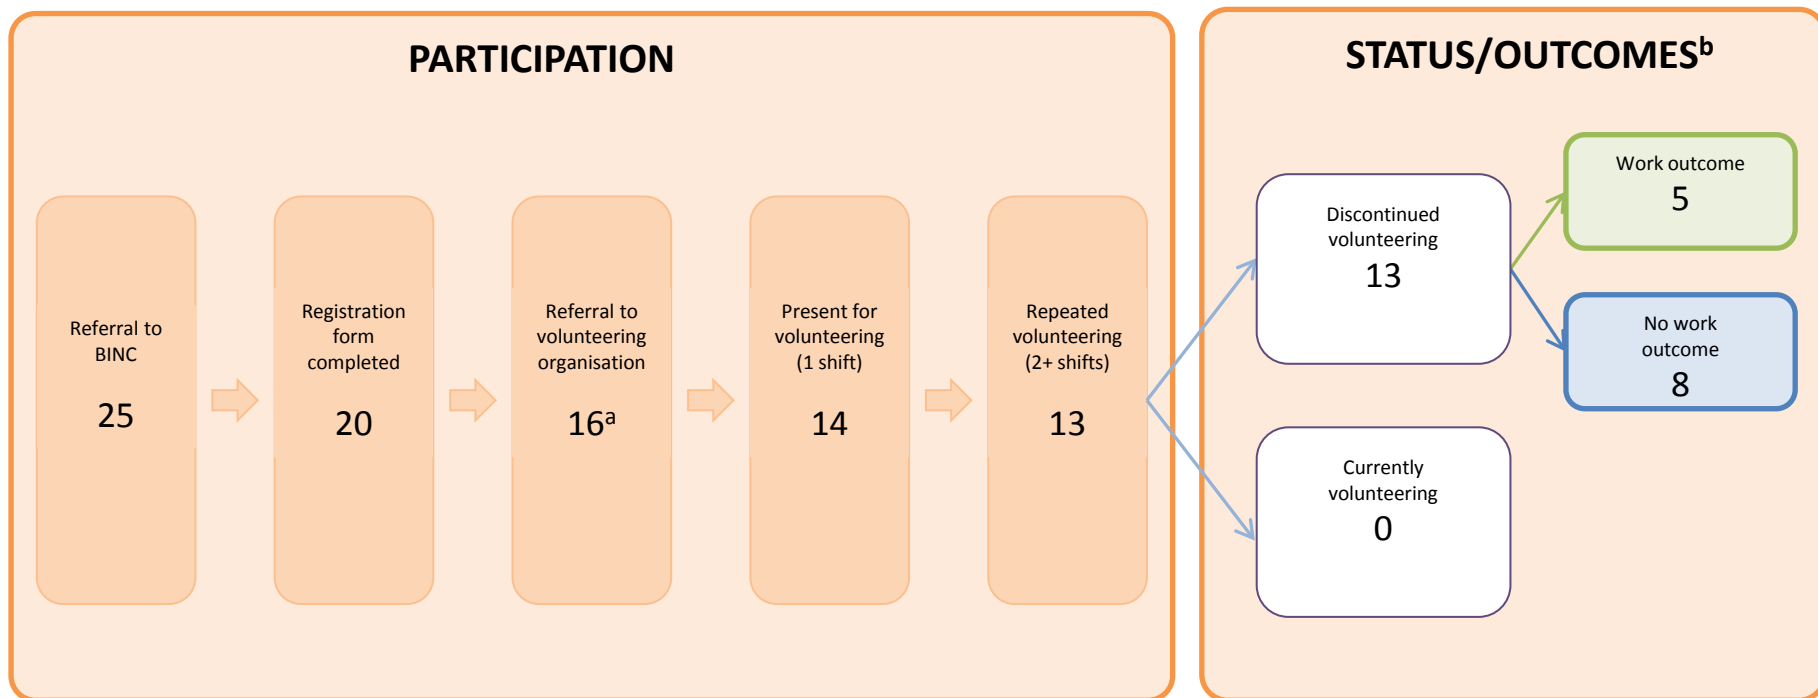 PARTICIPATION
Referral to
BINC
25
Registration
form
completed
20
Referral to
volunteering
organisation
16ᵃ
Present for
volunteering
(1 shift)
14
Repeated
volunteering
(2+ shifts)
13
STATUS/OUTCOMESᵇ
Discontinued
volunteering
13
Currently
volunteering
0
Work outcome
5
No work
outcome
8